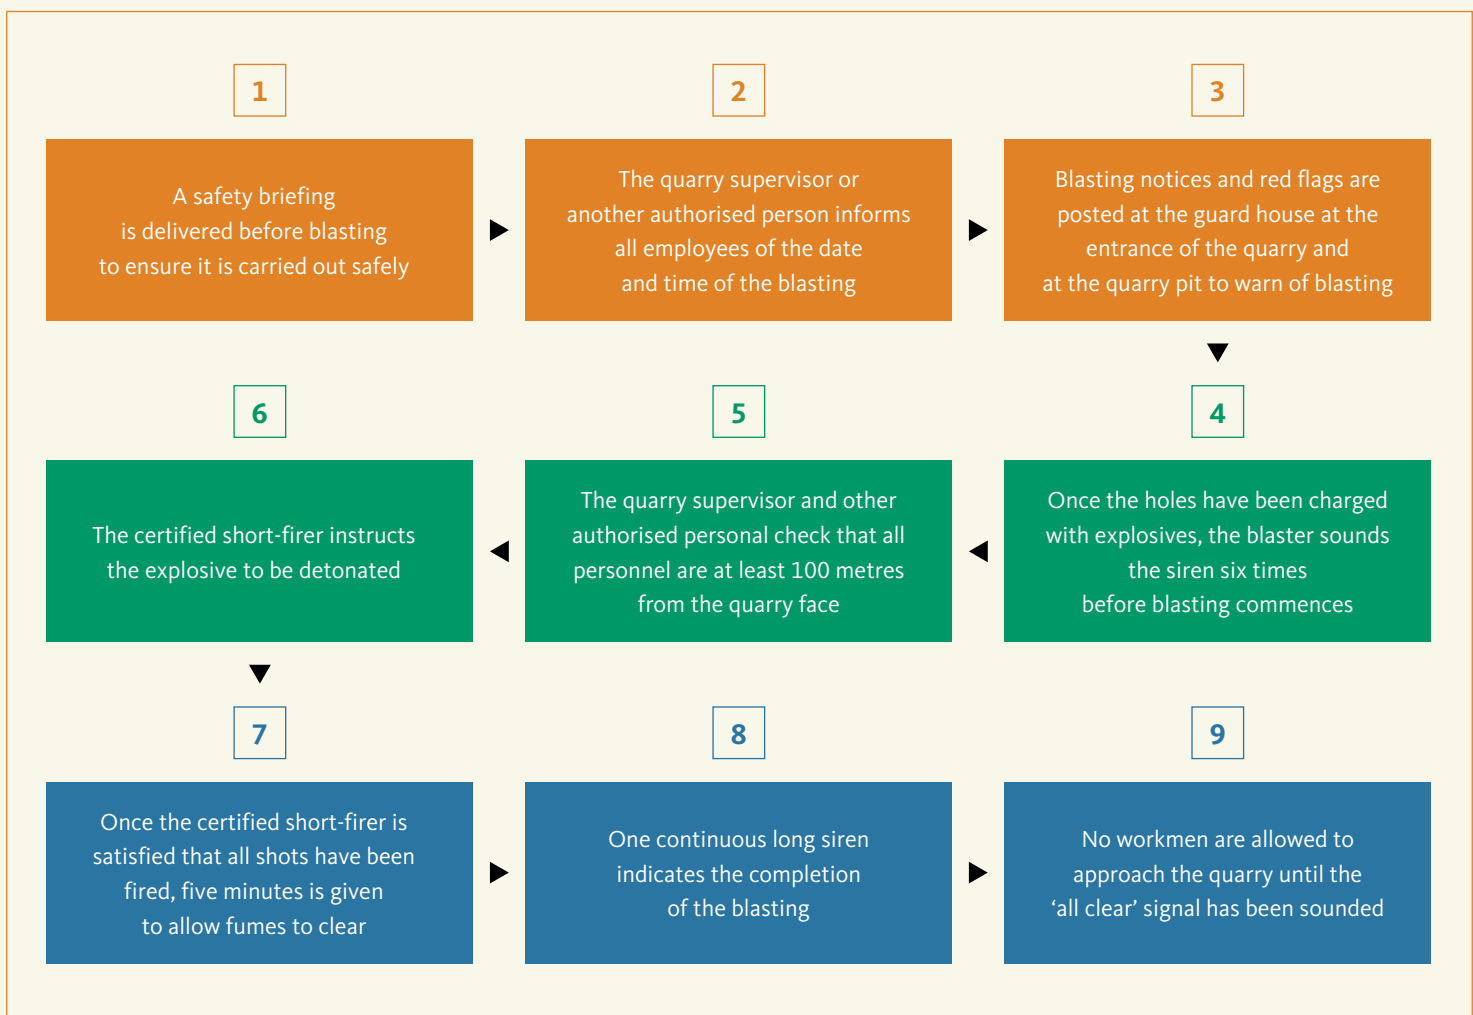 1
A safety briefing
is delivered before blasting
to ensure it is carried out safely
2
The quarry supervisor or
another authorised person informs
all employees of the date
and time of the blasting
3
Blasting notices and red flags are
posted at the guard house at the
entrance of the quarry and
at the quarry pit to warn of blasting
4
Once the holes have been charged
with explosives, the blaster sounds
the siren six times
before blasting commences
5
The quarry supervisor and other
authorised personal check that all
personnel are at least 100 metres
from the quarry face
6
The certified short-firer instructs
the explosive to be detonated
7
Once the certified short-firer is
satisfied that all shots have been
fired, five minutes is given
to allow fumes to clear
8
One continuous long siren
indicates the completion
of the blasting
9
No workmen are allowed to
approach the quarry until the
‘all clear’ signal has been sounded